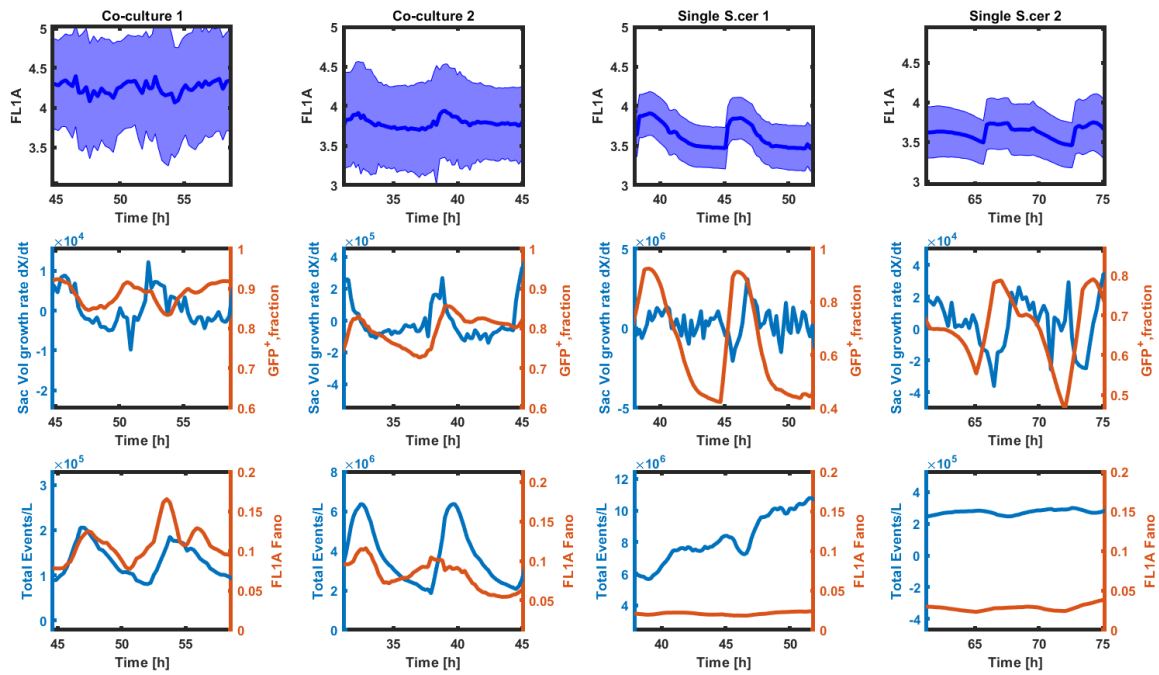 Co-culture 1
FL1A
5
4.5
4
3.5
45 50 55
Time [h]
Co-culture 2
FL1A
5
4.5
4
3.5
3
35 40 45
Time [h]
Single S.cer 1
FL1A
5
4.5
4
3.5
3
40 45 50
Time [h]
Single S.cer 2
FL1A
5
4.5
4
3.5
3
65 70 75
Time [h]
Sac Vol growth rate dX/dt
×10^4
1
0
-1
-2
45 50 55
Time [h]
1
0.9
0.8
0.7
0.6
GFP^+,fraction
Sac Vol growth rate dX/dt
×10^5
4
2
0
-2
-4
35 40 45
Time [h]
1
0.9
0.8
0.7
0.6
GFP^+,fraction
Sac Vol growth rate dX/dt
×10^6
5
0
-5
40 45 50
Time [h]
1
0.8
0.6
0.4
GFP^+,fraction
Sac Vol growth rate dX/dt
×10^4
4
2
0
-2
-4
65 70 75
Time [h]
0.8
0.7
0.6
0.5
GFP^+,fraction
Total Events/L
×10^5
3
2
1
0
45 50 55
Time [h]
0.2
0.15
0.1
0.05
0
FL1A Fano
Total Events/L
×10^6
8
6
4
2
0
35 40 45
Time [h]
0.2
0.15
0.1
0.05
FL1A Fano
Total Events/L
×10^6
12
10
8
6
4
40 45 50
Time [h]
0.2
0.15
0.1
0.05
0
FL1A Fano
Total Events/L
×10^5
4
2
0
-2
-4
65 70 75
Time [h]
0.2
0.15
0.1
0.05
0
FL1A Fano